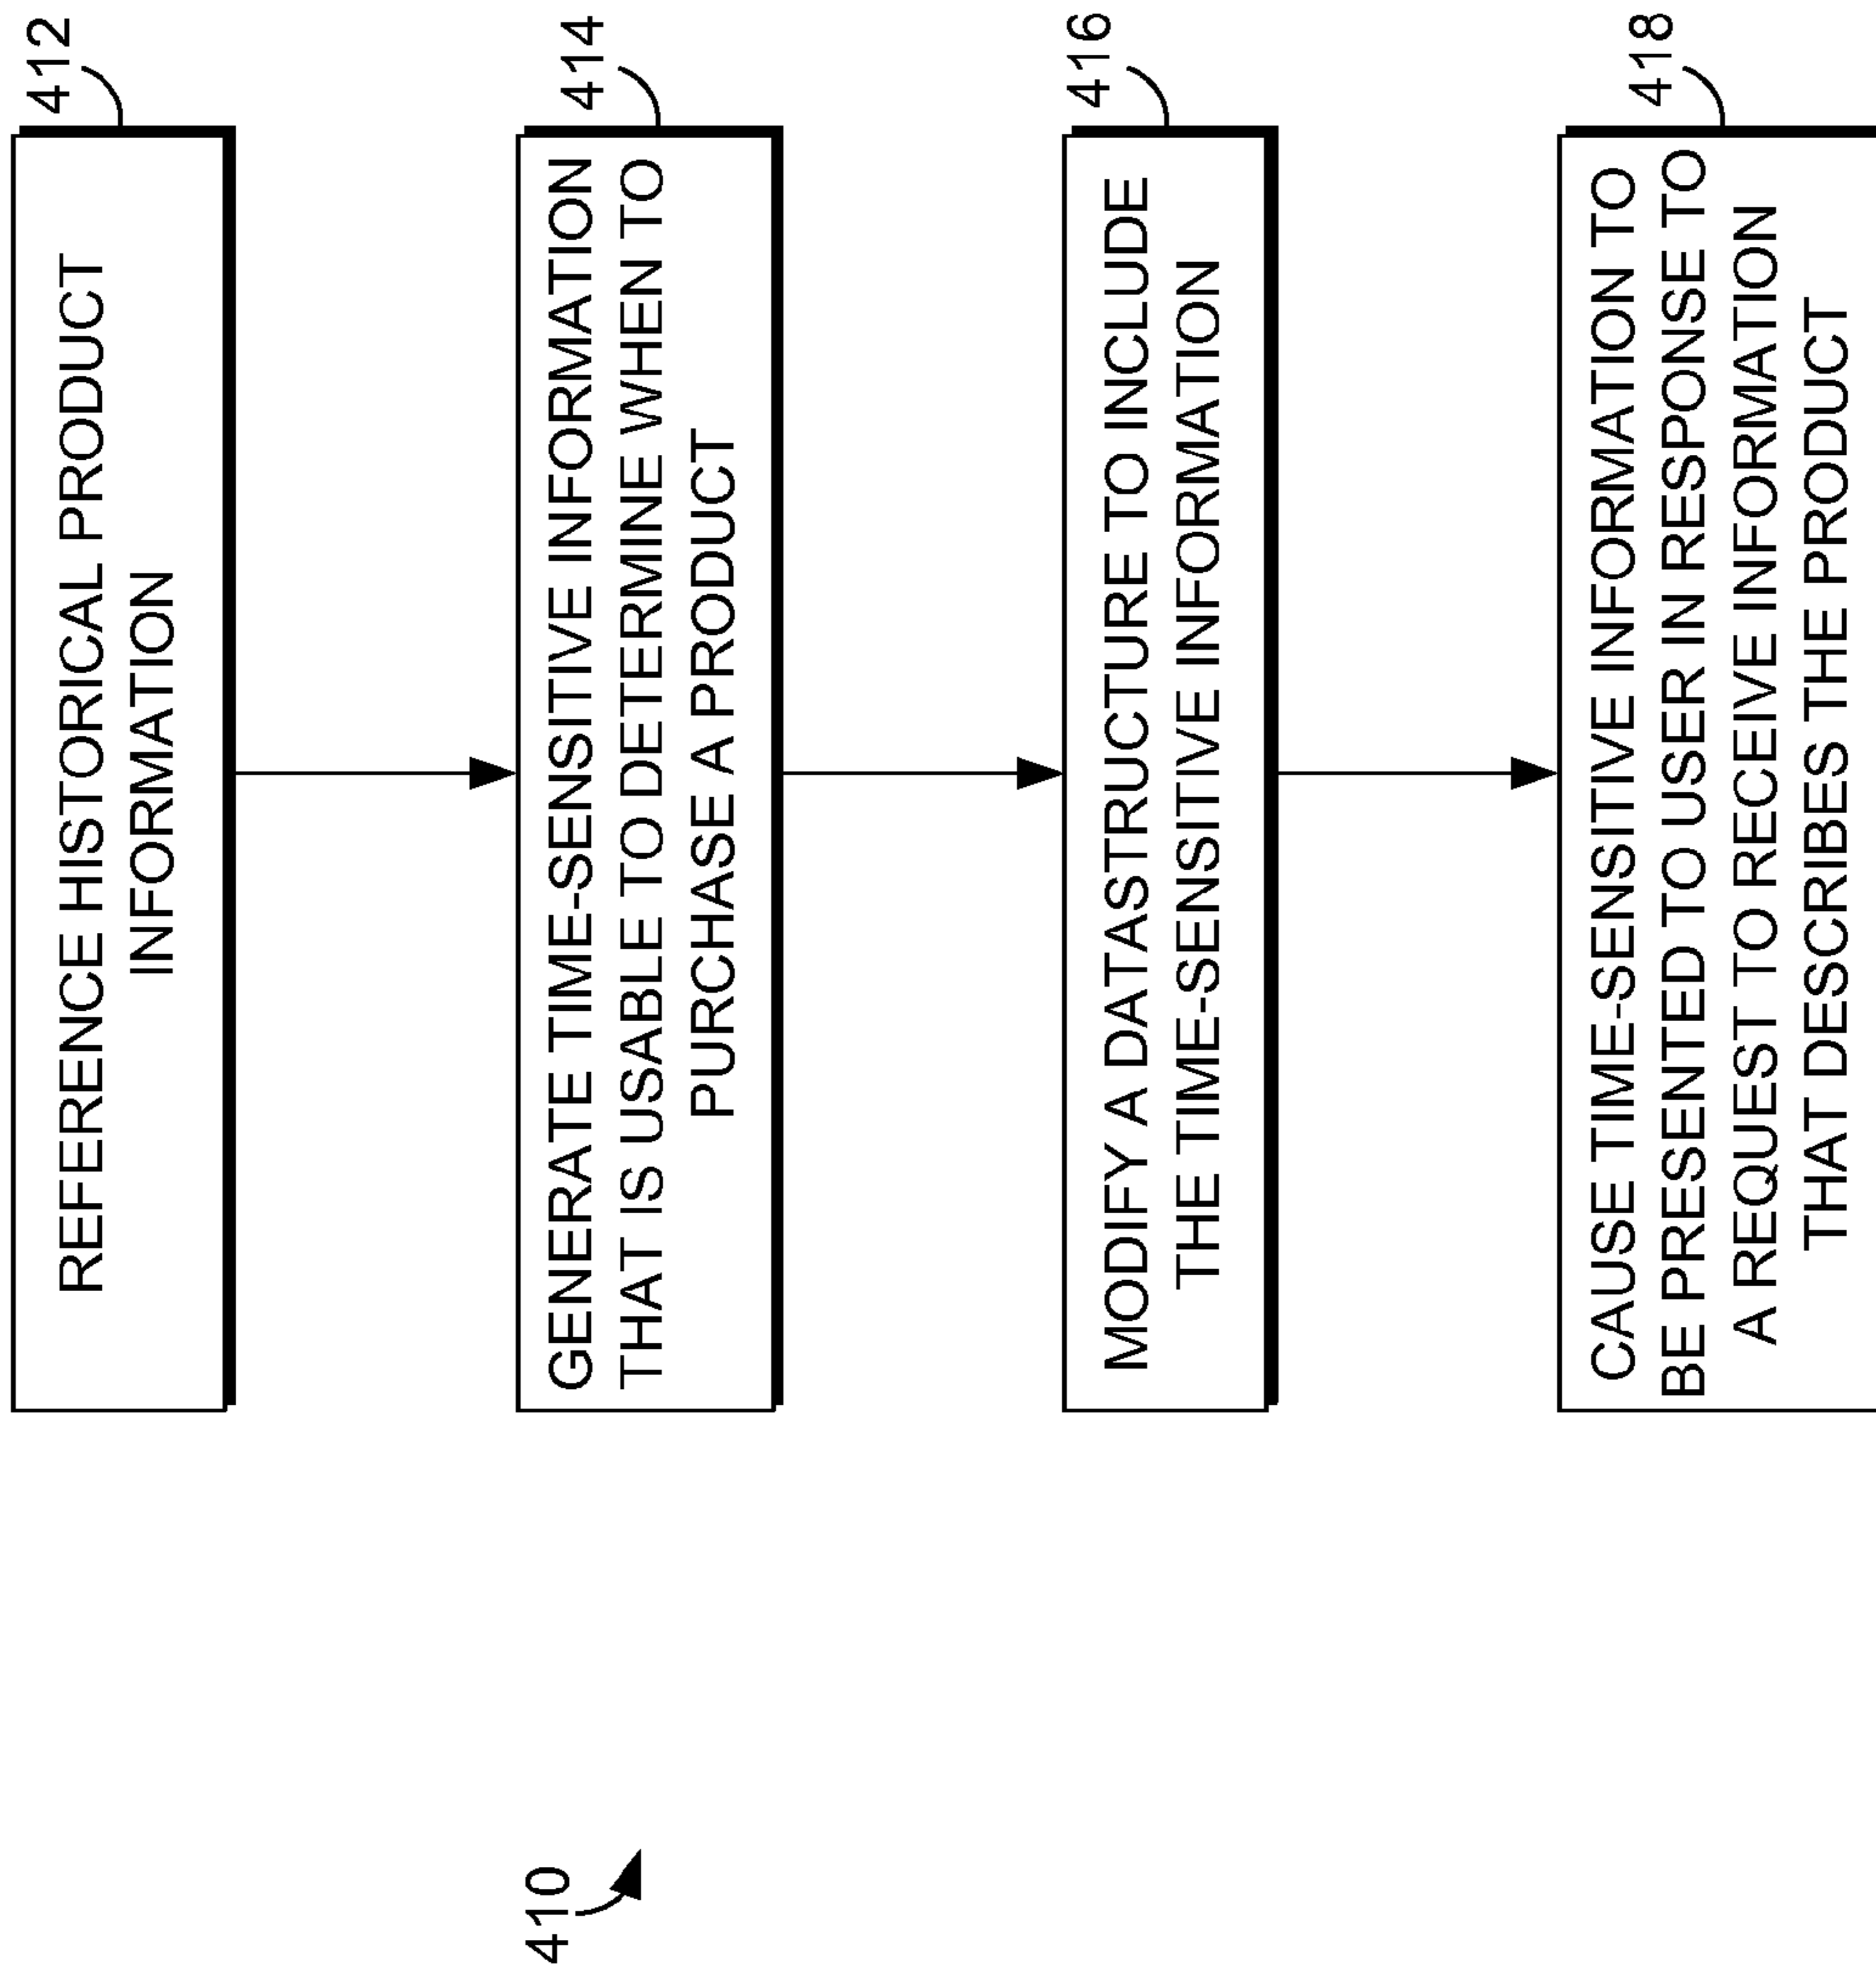 410
412
REFERENCE HISTORICAL PRODUCT
INFORMATION
414
GENERATE TIME-SENSITIVE INFORMATION
THAT IS USABLE TO DETERMINE WHEN TO
PURCHASE A PRODUCT
416
MODIFY A DATASTRUCTURE TO INCLUDE
THE TIME-SENSITIVE INFORMATION
418
CAUSE TIME-SENSITIVE INFORMATION TO
BE PRESENTED TO USER IN RESPONSE TO
A REQUEST TO RECEIVE INFORMATION
THAT DESCRIBES THE PRODUCT